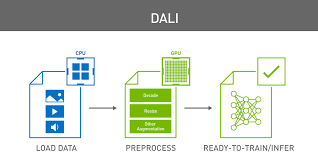 DALI
CPU
GPU
Decode
Resize
Other
Augmentation
LOAD DATA
PREPROCESS
READY-TO-TRAIN/INFER